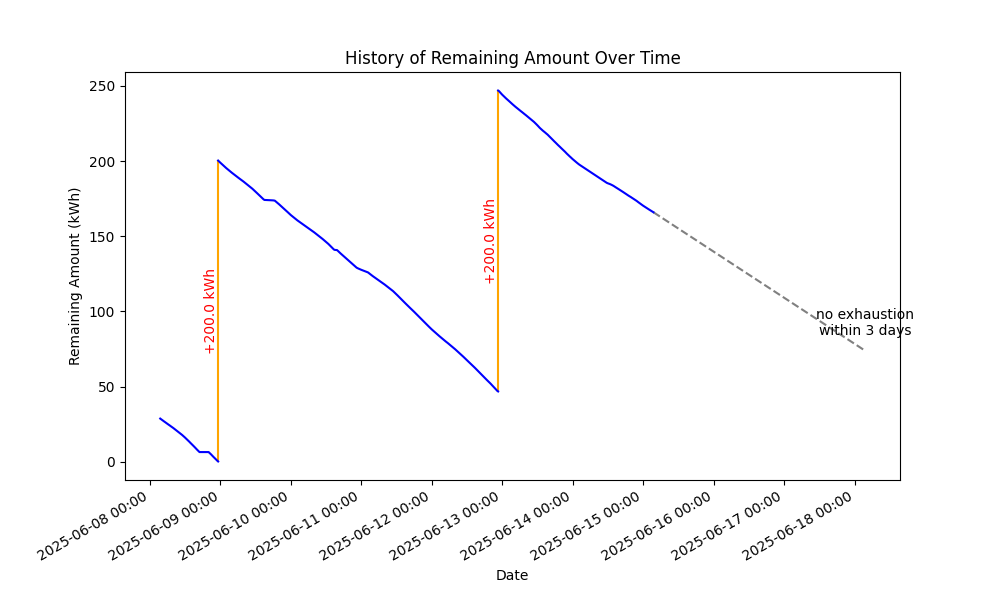 History of Remaining Amount Over Time
Remaining Amount (kWh)
250
200
150
100
50
0
+200.0 kWh
+200.0 kWh
no exhaustion
within 3 days
2025-06-08 00:00
2025-06-09 00:00
2025-06-10 00:00
2025-06-11 00:00
2025-06-12 00:00
2025-06-13 00:00
2025-06-14 00:00
2025-06-15 00:00
2025-06-16 00:00
2025-06-17 00:00
2025-06-18 00:00
Date